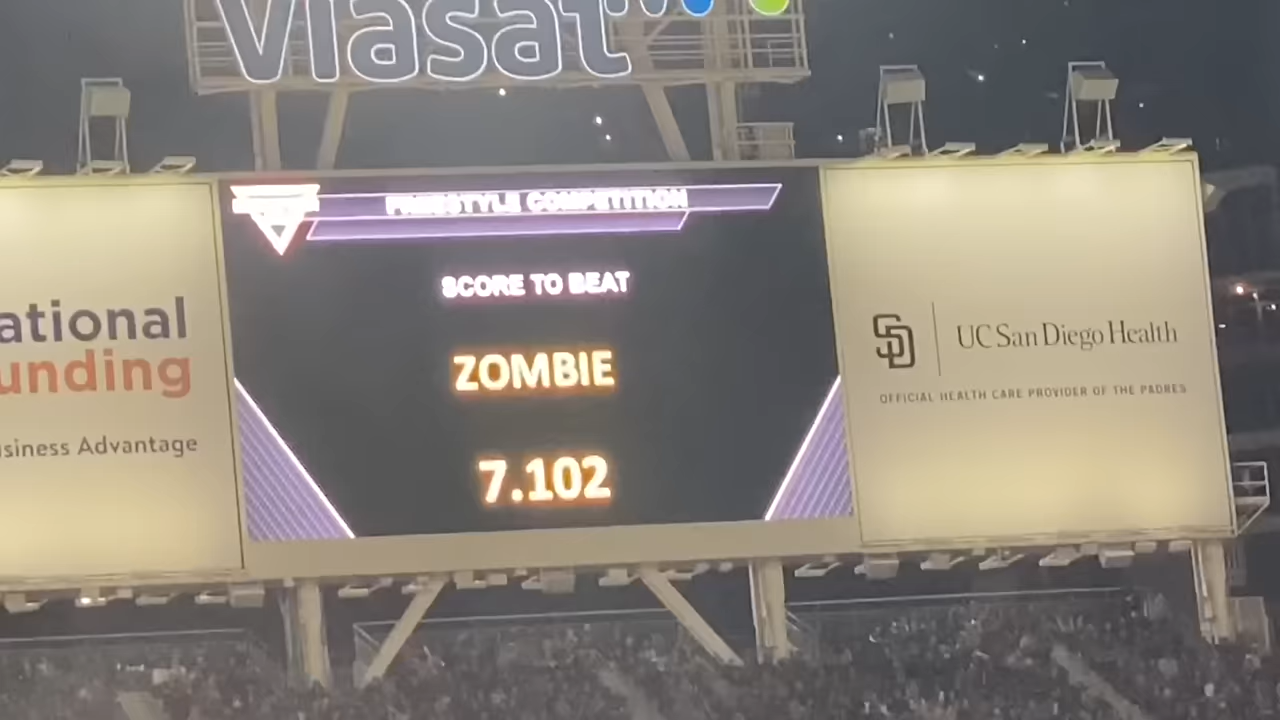 Viasat
FREESTYLE COMPETITION
SCORE TO BEAT
ZOMBIE
7.102
ational
unding
siness Advantage
SD
UC San Diego Health
OFFICIAL HEALTH CARE PROVIDER OF THE PADRES